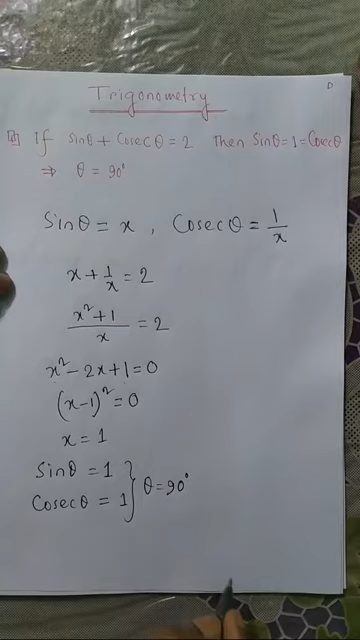 D
Trigonometry
If Sinθ + Cosecθ = 2 Then Sinθ=1=Cosecθ
⇒ θ = 90°
Sinθ = x , Cosecθ = 1/x
x + 1/x = 2
(x²+1)/x = 2
x² - 2x + 1 = 0
(x-1)² = 0
x = 1
Sinθ = 1
Cosecθ = 1 } θ = 90°